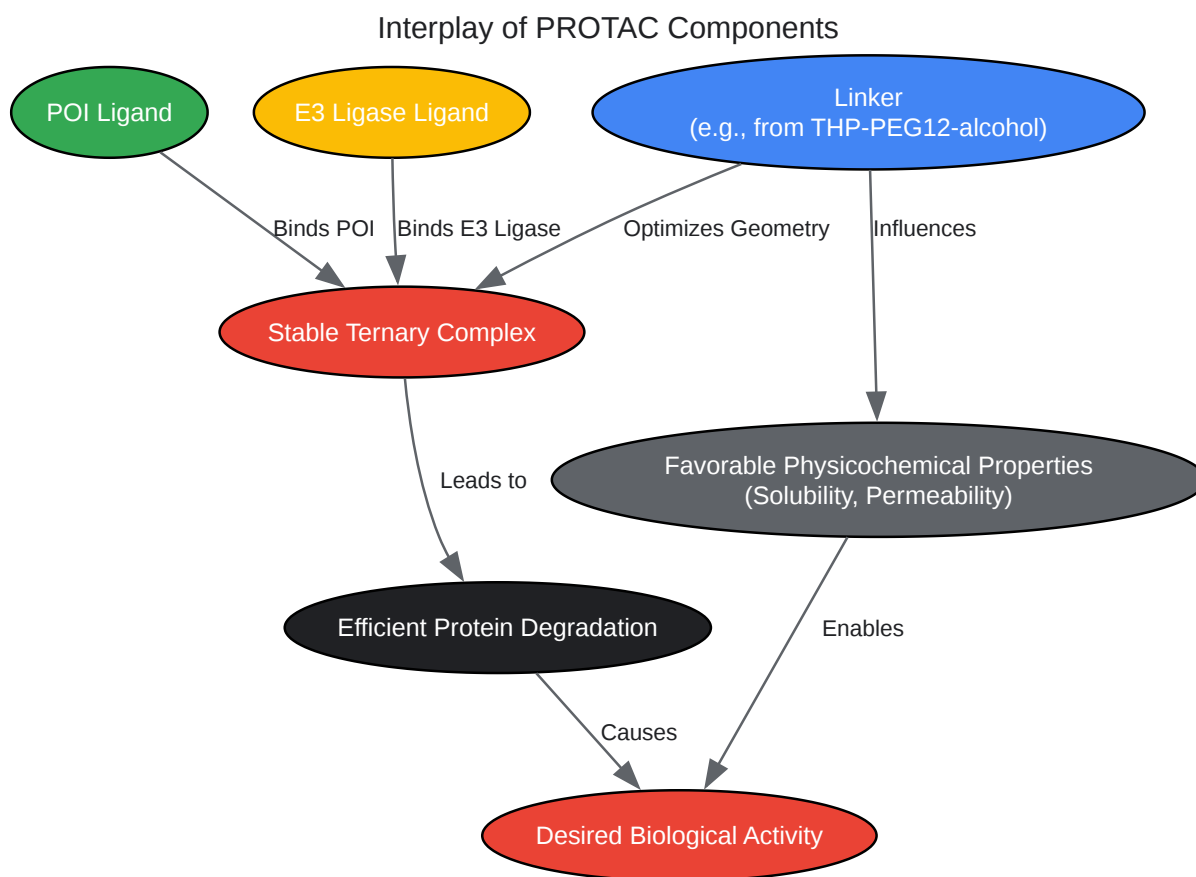 Interplay of PROTAC Components
POI Ligand
E3 Ligase Ligand
Linker
(e.g., from THP-PEG12-alcohol)
Binds POI
Binds E3 Ligase
Optimizes Geometry
Influences
Stable Ternary Complex
Favorable Physicochemical Properties
(Solubility, Permeability)
Leads to
Efficient Protein Degradation
Enables
Causes
Desired Biological Activity